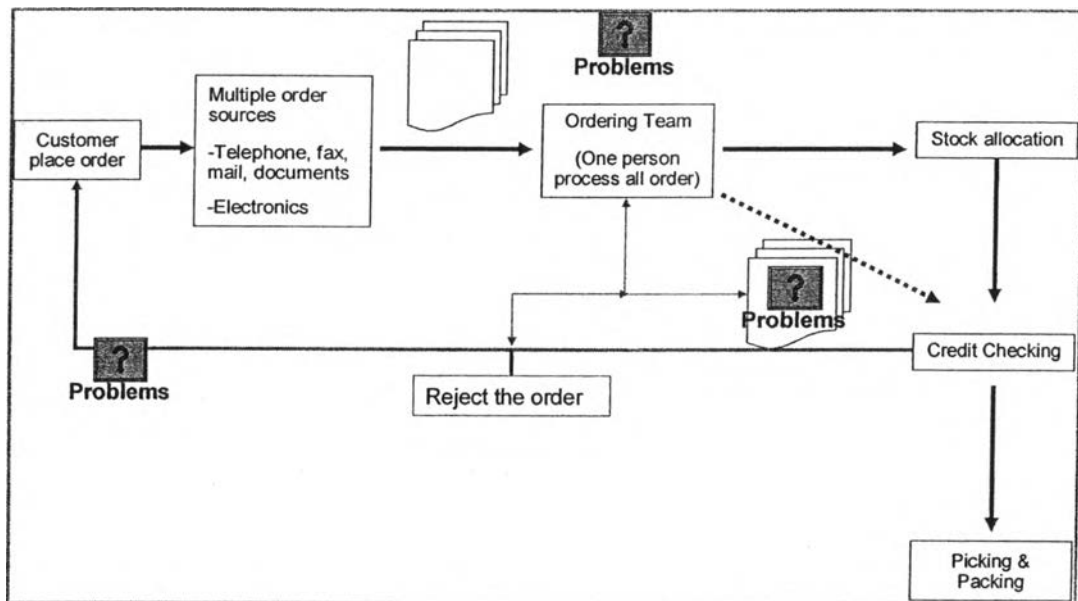 ?
Problems
Customer
place order
Multiple order
sources
-Telephone, fax,
mail, documents
-Electronics
Ordering Team
(One person
process all order)
Stock allocation
?
Problems
Credit Checking
?
Problems
Reject the order
Picking &
Packing